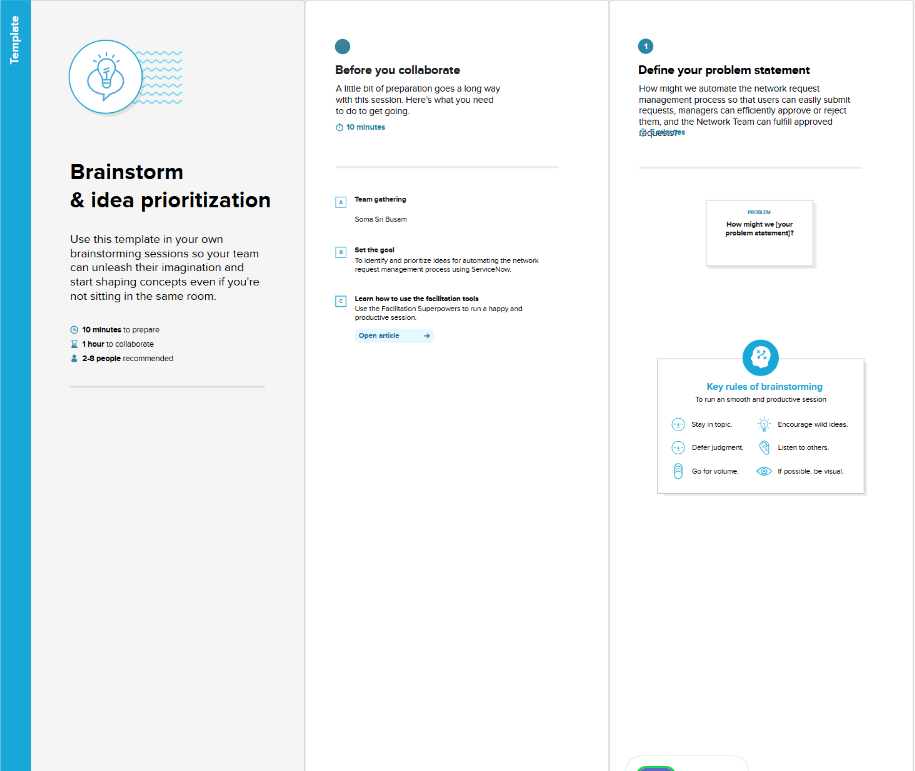 Template
Brainstorm
& idea prioritization
Use this template in your own
brainstorming sessions so your team
can unleash their imagination and
start shaping concepts even if you're
not sitting in the same room.
10 minutes to prepare
1 hour to collaborate
2-8 people recommended
Before you collaborate
A little bit of preparation goes a long way
with this session. Here's what you need
to do to get going.
10 minutes
A
Team gathering
Soma Sri Busam
B
Set the goal
To identify and prioritize ideas for automating the network
request management process using ServiceNow.
C
Learn how to use the facilitation tools
Use the Facilitation Superpowers to run a happy and
productive session.
Open article
1
Define your problem statement
How might we automate the network request
management process so that users can easily submit
requests, managers can efficiently approve or reject
them, and the Network Team can fulfill approved
requests?
minutes
PROBLEM
How might we [your
problem statement]?
Key rules of brainstorming
To run an smooth and productive session
Stay in topic.
Encourage wild ideas.
Defer judgment.
Listen to others.
Go for volume.
If possible, be visual.